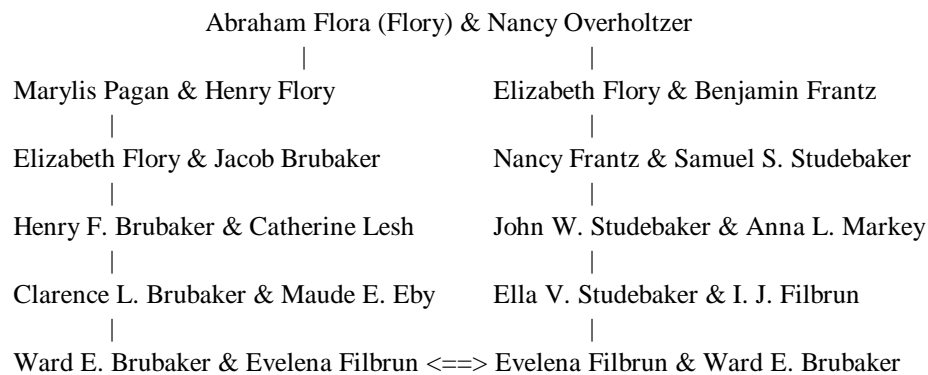 Abraham Flora (Flory) & Nancy Overholtzer
| |
Marylis Pagan & Henry Flory Elizabeth Flory & Benjamin Frantz
| |
Elizabeth Flory & Jacob Brubaker Nancy Frantz & Samuel S. Studebaker
| |
Henry F. Brubaker & Catherine Lesh John W. Studebaker & Anna L. Markey
| |
Clarence L. Brubaker & Maude E. Eby Ella V. Studebaker & I. J. Filbrun
| |
Ward E. Brubaker & Evelena Filbrun <==> Evelena Filbrun & Ward E. Brubaker